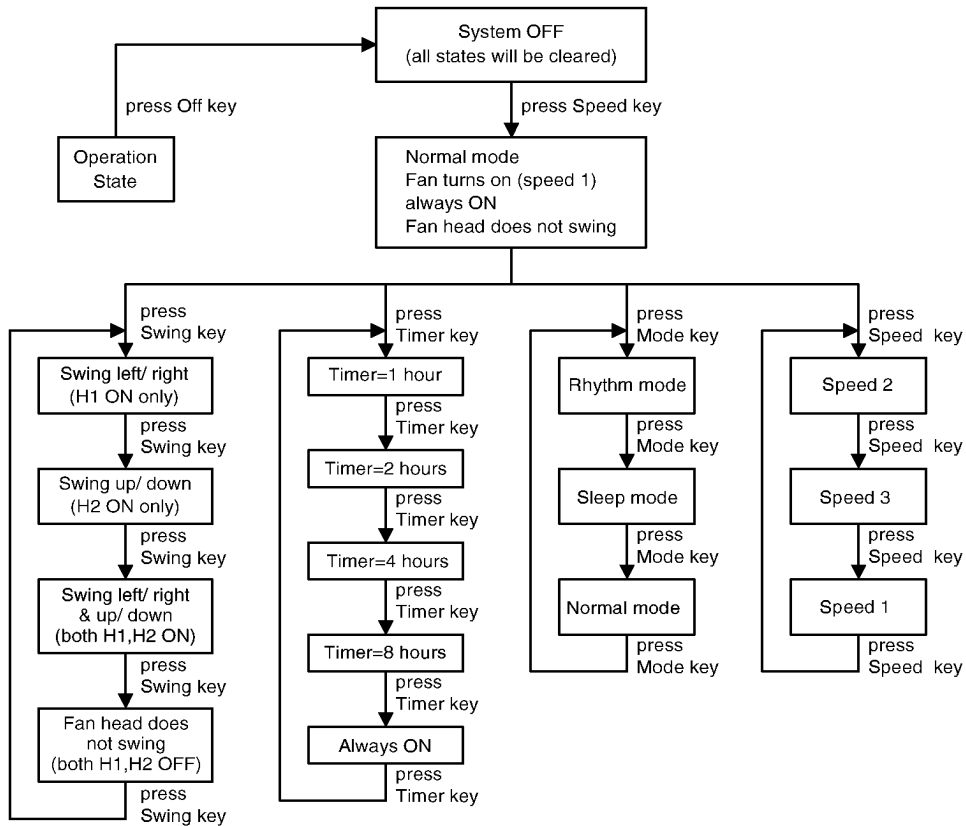 System OFF
(all states will be cleared)
press Off key
press Speed key
Operation
State
Normal mode
Fan turns on (speed 1)
always ON
Fan head does not swing
press
Swing key
Swing left/ right
(H1 ON only)
press
Swing key
Swing up/ down
(H2 ON only)
press
Swing key
Swing left/ right
& up/ down
(both H1,H2 ON)
press
Swing key
Fan head does
not swing
(both H1,H2 OFF)
press
Swing key
press
Timer key
Timer=1 hour
press
Timer key
Timer=2 hours
press
Timer key
Timer=4 hours
press
Timer key
Timer=8 hours
press
Timer key
Always ON
press
Timer key
press
Mode key
Rhythm mode
press
Mode key
Sleep mode
press
Mode key
Normal mode
press
Mode key
press
Speed key
Speed 2
press
Speed key
Speed 3
press
Speed key
Speed 1
press
Speed key